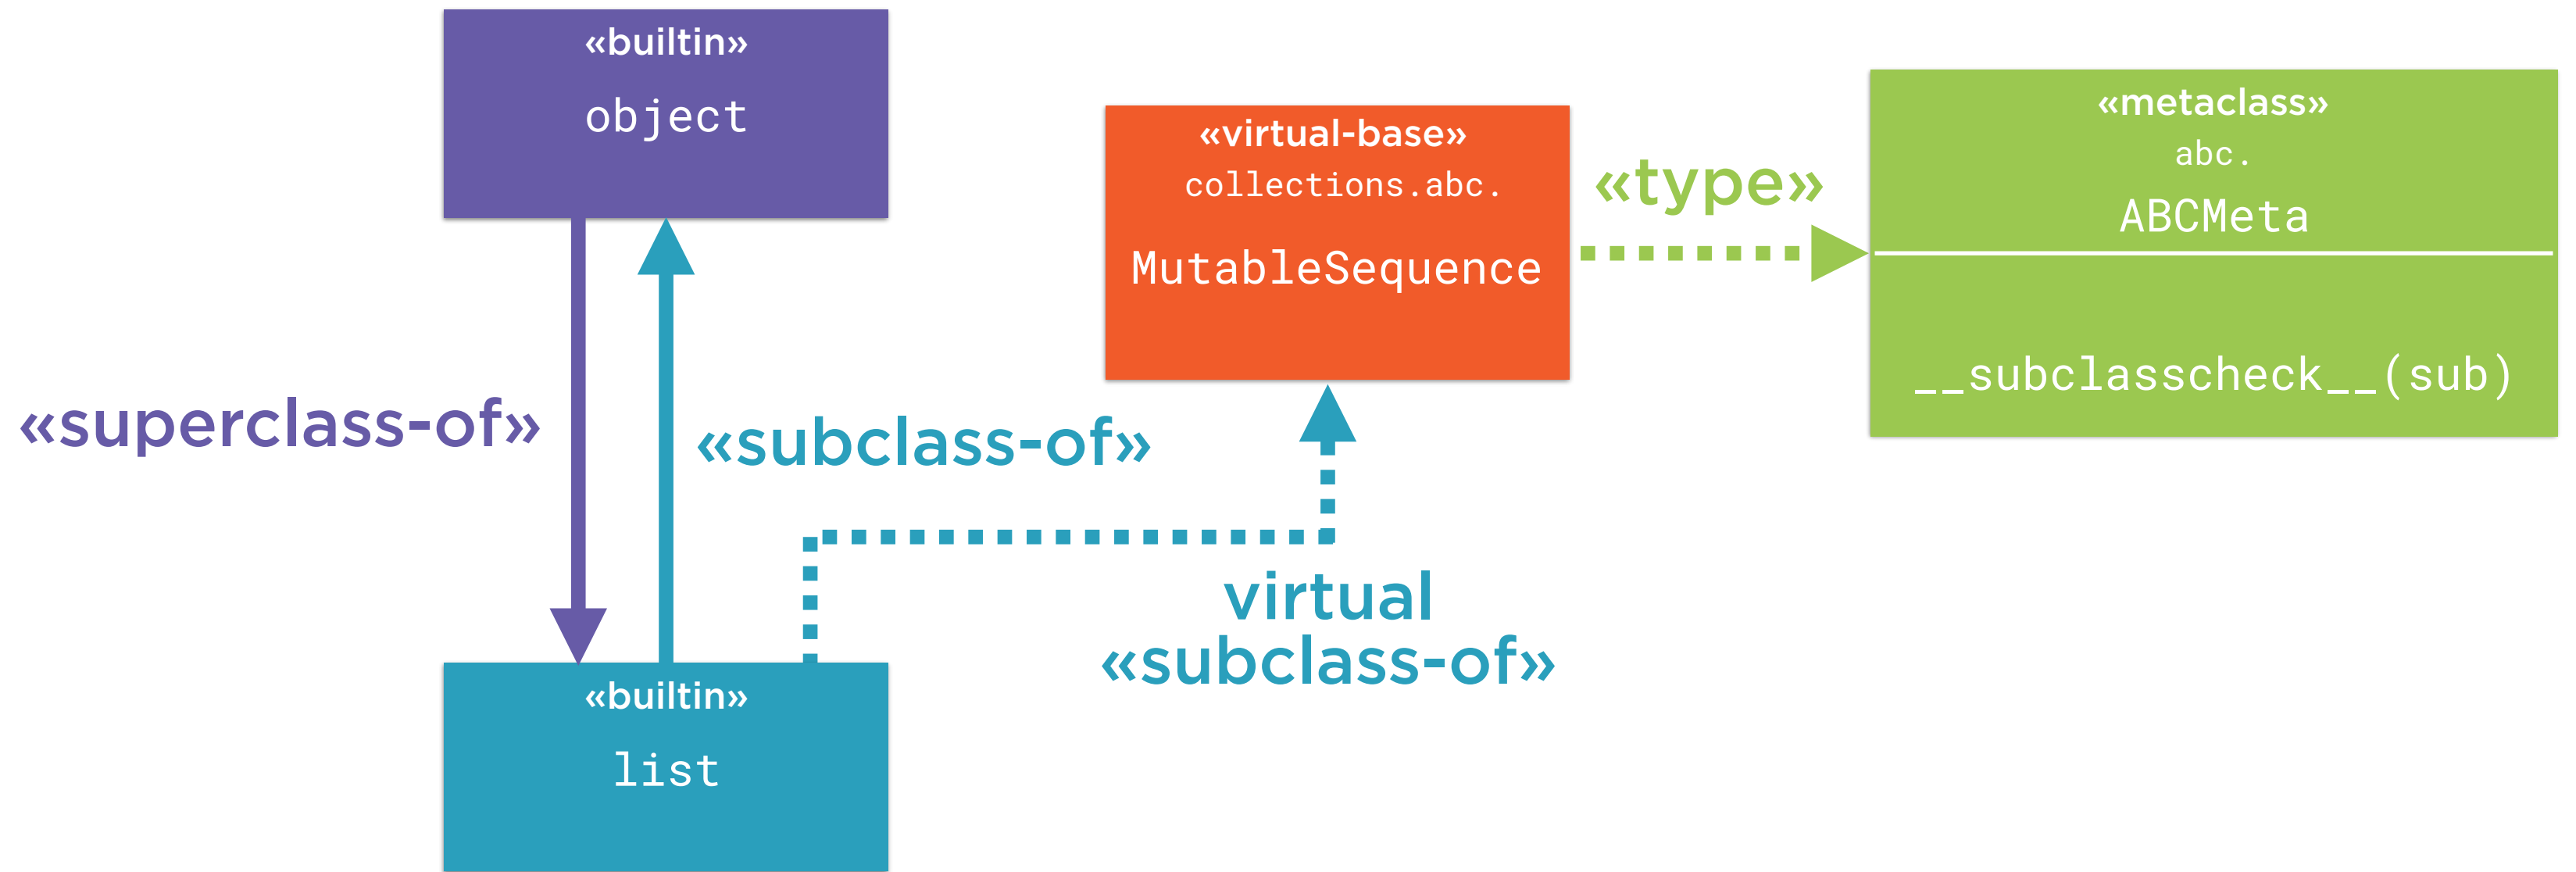 «builtin»
object
«virtual-base»
collections.abc.
MutableSequence
«type»
«metaclass»
abc.
ABCMeta
__subclasscheck__(sub)
«superclass-of»
«subclass-of»
virtual
«subclass-of»
«builtin»
list